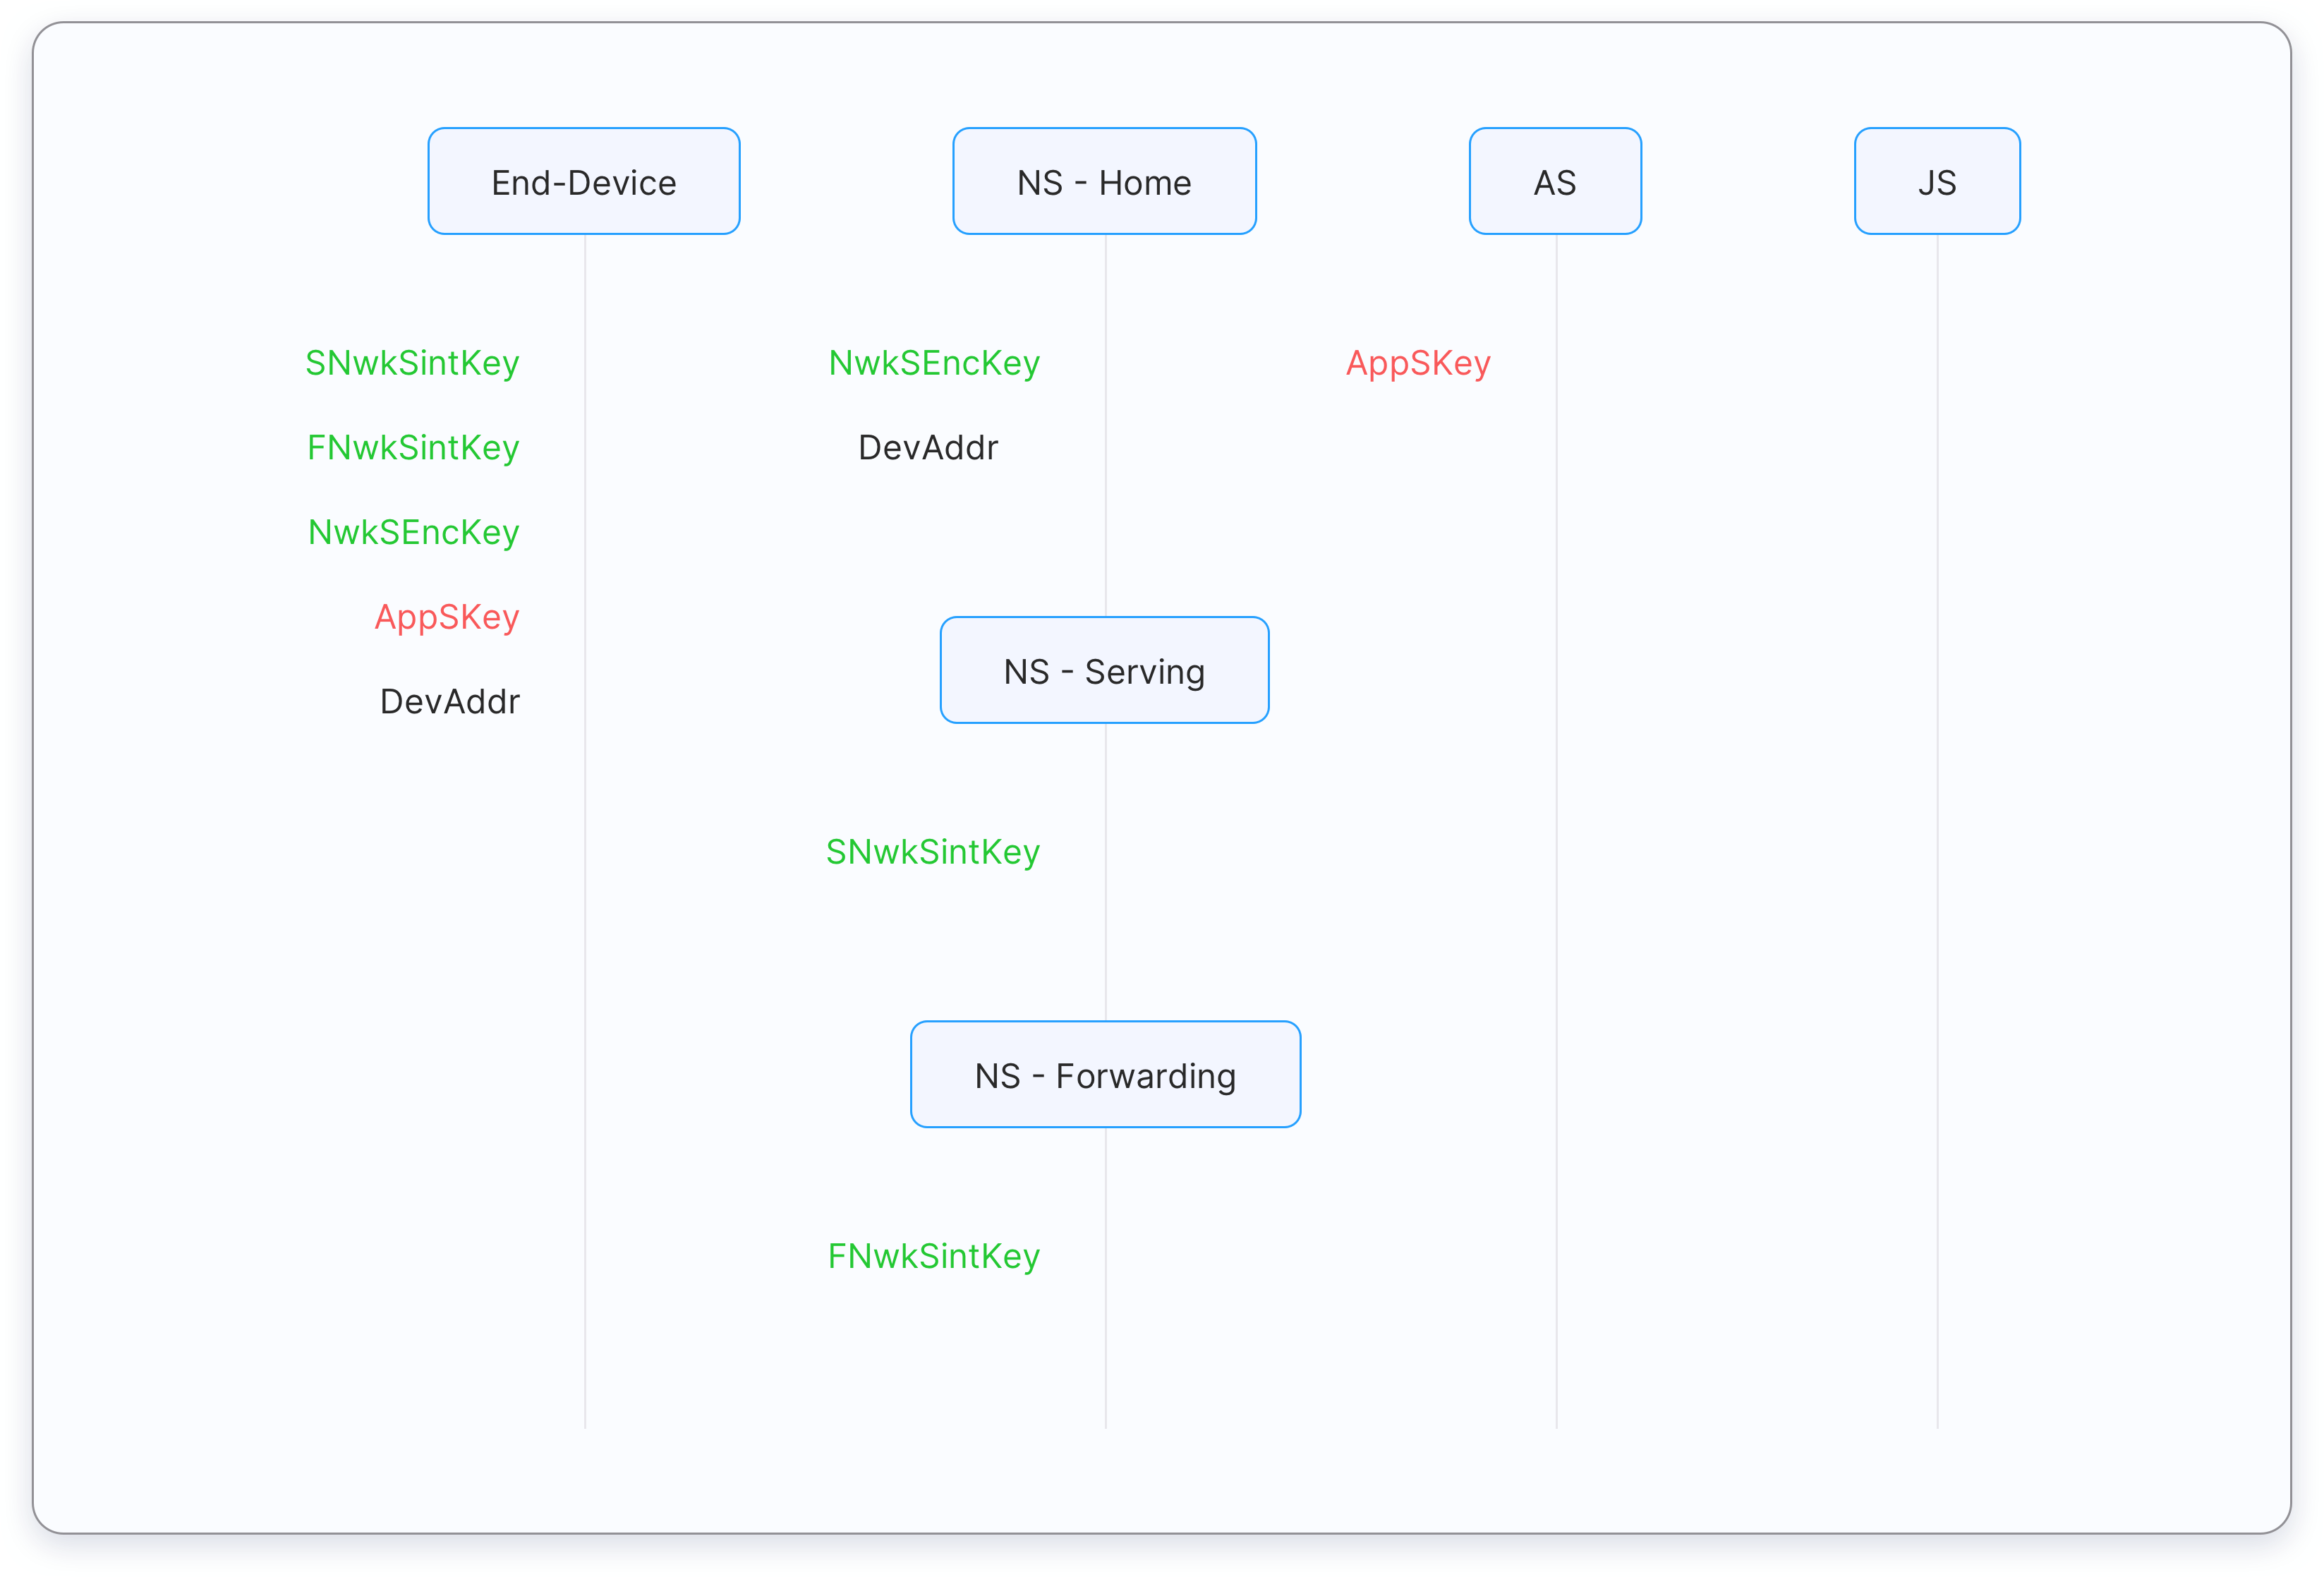 End-Device
NS - Home
AS
JS
SNwkSintKey
NwkSEncKey
AppSKey
FNwkSintKey
DevAddr
NwkSEncKey
AppSKey
NS - Serving
DevAddr
SNwkSintKey
NS - Forwarding
FNwkSintKey